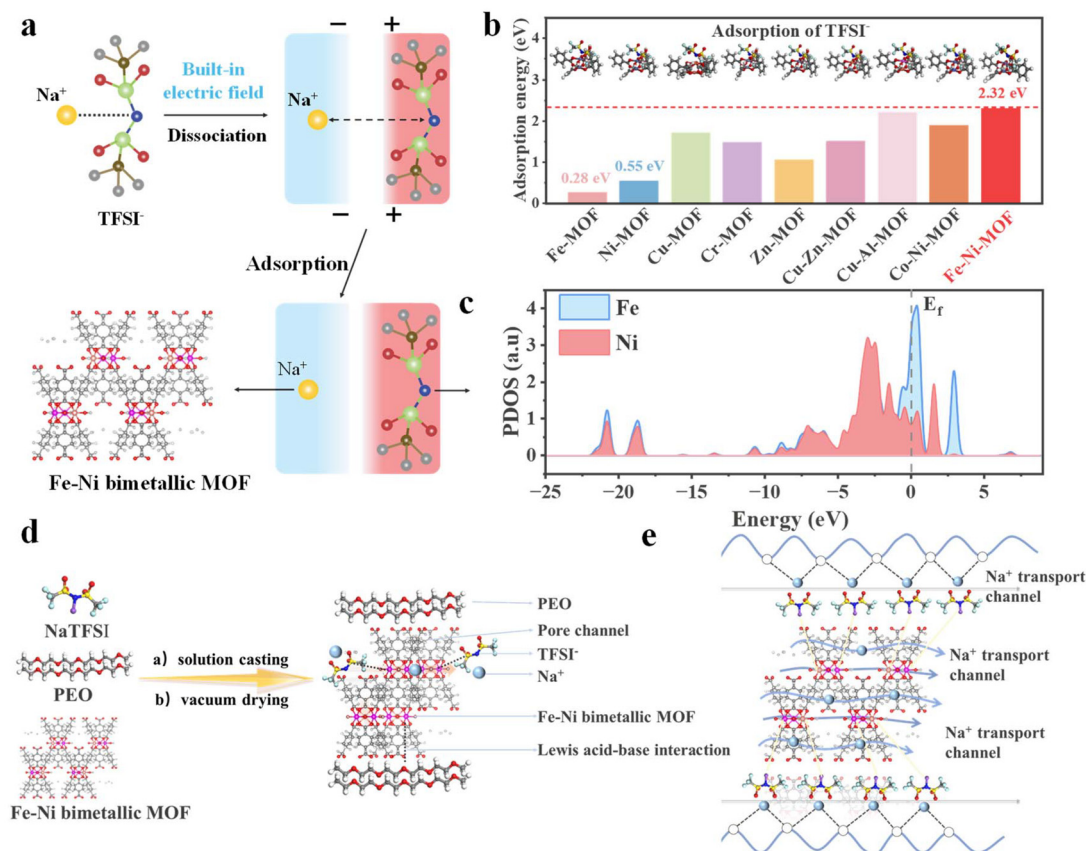 a
Na⁺
TFSI⁻
Built-in
electric field
Dissociation
− +
Na⁺
− +
Adsorption
Na⁺
Fe-Ni bimetallic MOF
b
Adsorption of TFSI⁻
Adsorption energy (eV)
4
3
2
1
0
0.28 eV
0.55 eV
2.32 eV
Fe-MOF
Ni-MOF
Cu-MOF
Cr-MOF
Zn-MOF
Cu-Zn-MOF
Cu-Al-MOF
Co-Ni-MOF
Fe-Ni-MOF
c
Fe
Ni
E_f
PDOS (a.u)
4
3
2
1
0
−25 −20 −15 −10 −5 0 5
Energy (eV)
d
NaTFSI
PEO
Fe-Ni bimetallic MOF
a) solution casting
b) vacuum drying
PEO
Pore channel
TFSI⁻
Na⁺
Fe-Ni bimetallic MOF
Lewis acid-base interaction
e
Na⁺ transport
channel
Na⁺ transport
channel
Na⁺ transport
channel